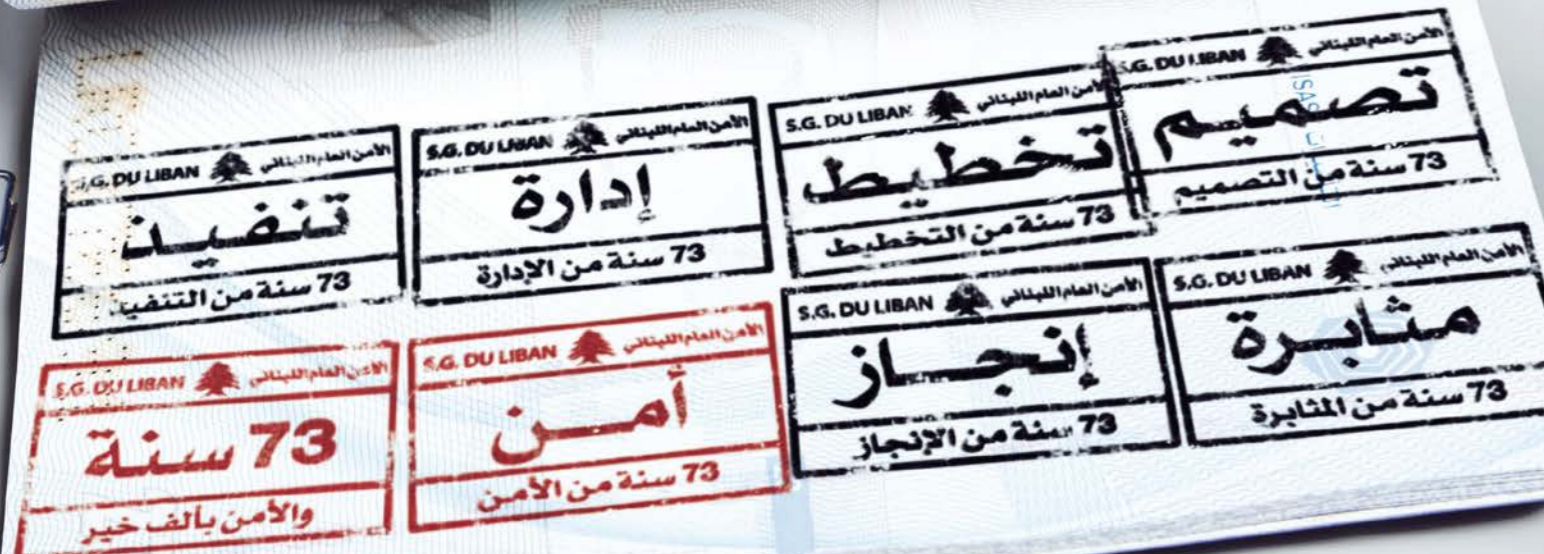 S.G. DU LIBAN الأمن العام اللبناني
تصميم
73 سنة من التصميم
S.G. DU LIBAN الأمن العام اللبناني
تخطيط
73 سنة من التخطيط
S.G. DU LIBAN الأمن العام اللبناني
إدارة
73 سنة من الإدارة
S.G. DU LIBAN الأمن العام اللبناني
تنفيذ
73 سنة من التنفيذ
S.G. DU LIBAN الأمن العام اللبناني
مثابرة
73 سنة من المثابرة
S.G. DU LIBAN الأمن العام اللبناني
إنجاز
73 سنة من الإنجاز
S.G. DU LIBAN الأمن العام اللبناني
أمن
73 سنة من الأمن
S.G. DU LIBAN الأمن العام اللبناني
73 سنة
والأمن بألف خير